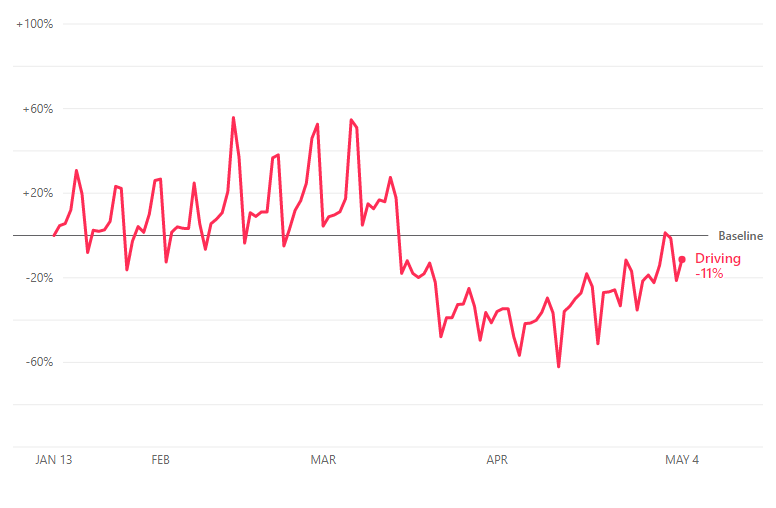 +100%
+60%
+20%
Baseline
Driving
-11%
-20%
-60%
JAN 13 FEB MAR APR MAY 4